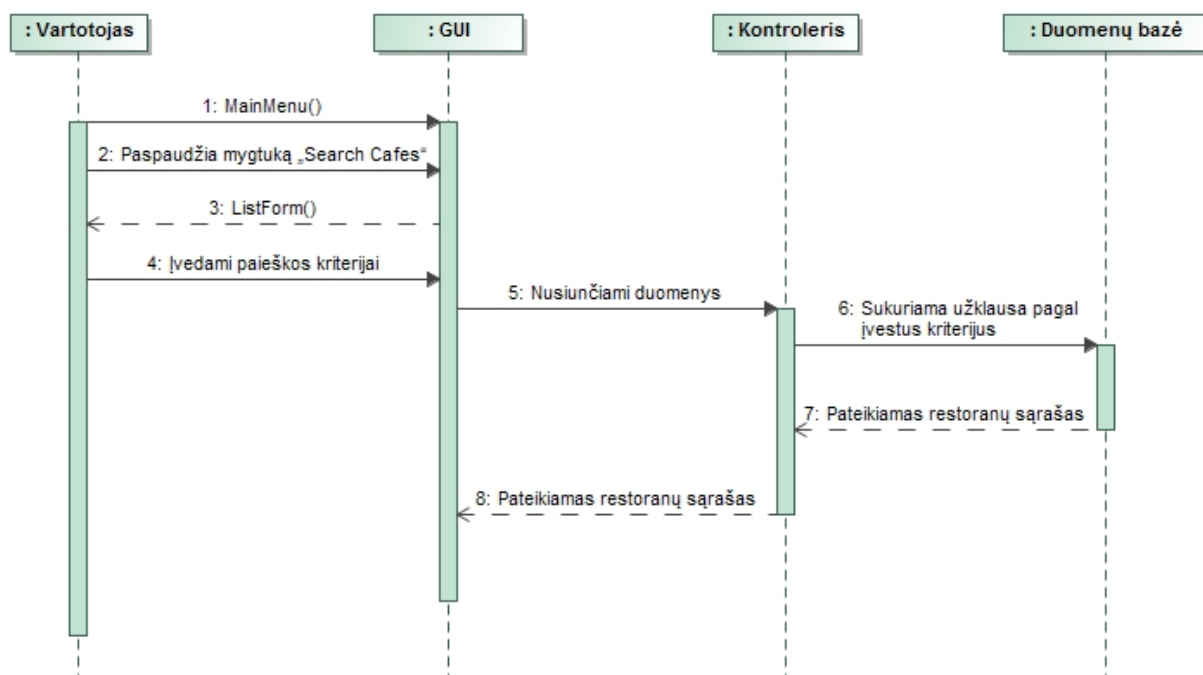 : Vartotojas
: GUI
: Kontroleris
: Duomenų bazė
1: MainMenu()
2: Paspaudžia mygtuką „Search Cafes“
3: ListForm()
4: Įvedami paieškos kriterijai
5: Nusiunčiami duomenys
6: Sukuriama užklausa pagal
įvestus kriterijus
7: Pateikiamas restoranų sąrašas
8: Pateikiamas restoranų sąrašas